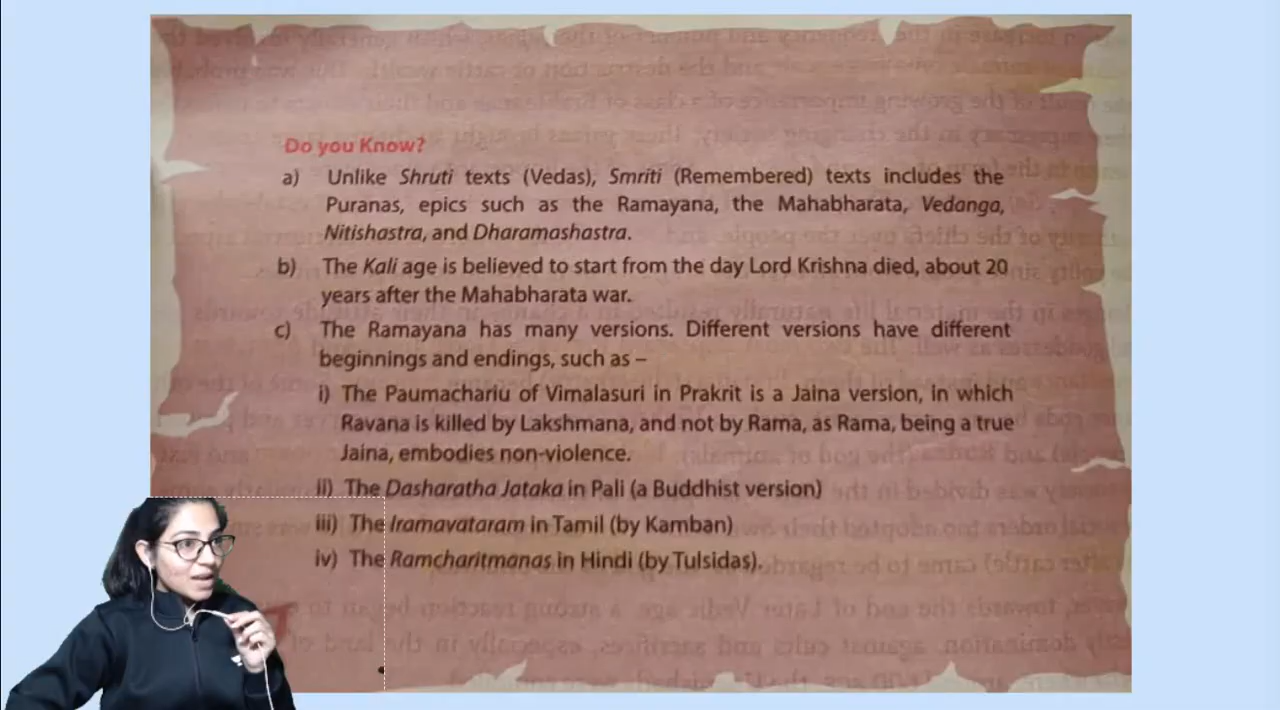 Do you Know?
a) Unlike Shruti texts (Vedas), Smriti (Remembered) texts includes the
Puranas, epics such as the Ramayana, the Mahabharata, Vedanga,
Nitishastra, and Dharamashastra.
b) The Kali age is believed to start from the day Lord Krishna died, about 20
years after the Mahabharata war.
c) The Ramayana has many versions. Different versions have different
beginnings and endings, such as –
i) The Paumachariu of Vimalasuri in Prakrit is a Jaina version, in which
Ravana is killed by Lakshmana, and not by Rama, as Rama, being a true
Jaina, embodies non-violence.
ii) The Dasharatha Jataka in Pali (a Buddhist version)
iii) The Iramavataram in Tamil (by Kamban)
iv) The Ramcharitmanas in Hindi (by Tulsidas).